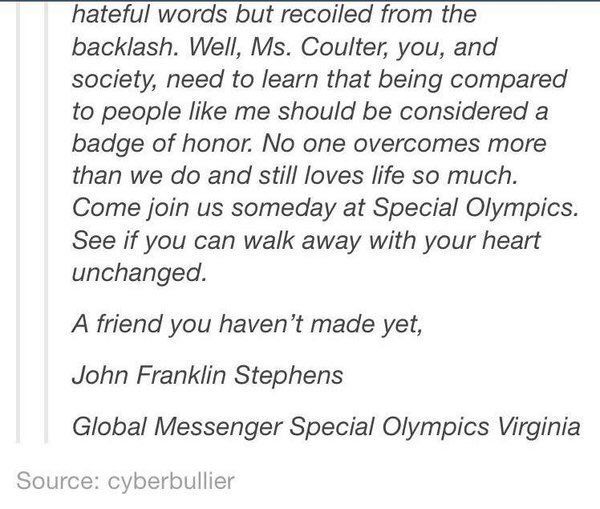 hateful words but recoiled from the
backlash. Well, Ms. Coulter, you, and
society, need to learn that being compared
to people like me should be considered a
badge of honor. No one overcomes more
than we do and still loves life so much.
Come join us someday at Special Olympics.
See if you can walk away with your heart
unchanged.
A friend you haven’t made yet,
John Franklin Stephens
Global Messenger Special Olympics Virginia
Source: cyberbullier